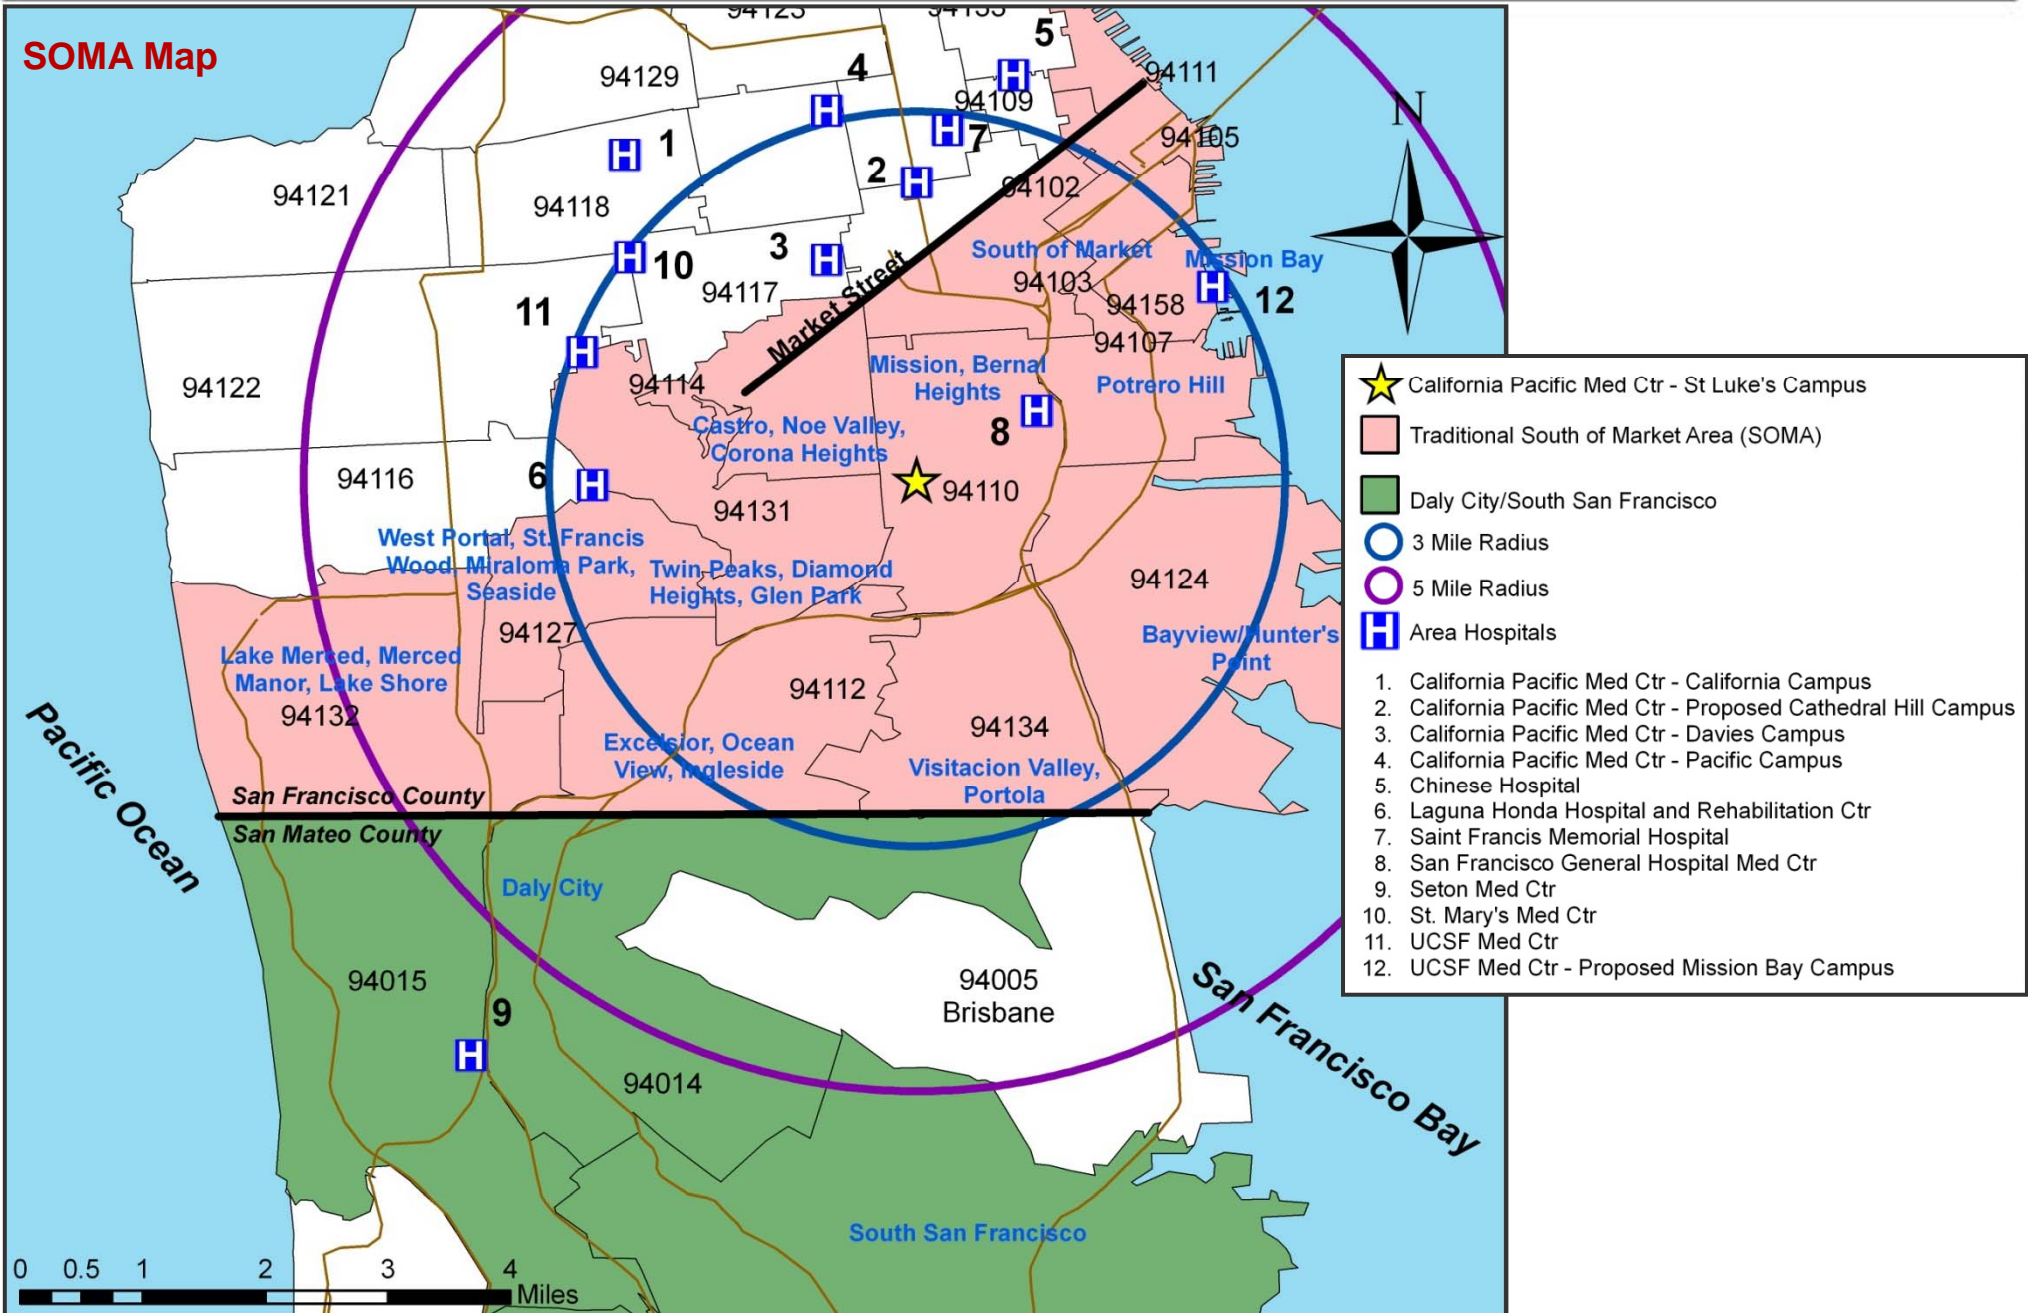 SOMA Map
94123
94133
5
94129
4
94111
94109
1
7
94105
2
94121
94118
94102
3
South of Market
Mission Bay
10
94117
94103
94158
12
11
Market Street
94107
94122
94114
Mission, Bernal
Heights
Potrero Hill
Castro, Noe Valley,
Corona Heights
8
94116
6
94110
94131
West Portal, St. Francis
Wood, Miraloma Park,
Seaside
Twin Peaks, Diamond
Heights, Glen Park
94124
94127
Bayview/Hunter's
Point
Lake Merced, Merced
Manor, Lake Shore
94132
94112
94134
Excelsior, Ocean
View, Ingleside
Visitacion Valley,
Portola
Pacific Ocean
San Francisco County
San Mateo County
Daly City
94015
94005
Brisbane
9
94014
San Francisco Bay
South San Francisco
0 0.5 1 2 3 4
Miles
N
California Pacific Med Ctr - St Luke's Campus
Traditional South of Market Area (SOMA)
Daly City/South San Francisco
3 Mile Radius
5 Mile Radius
H Area Hospitals
1. California Pacific Med Ctr - California Campus
2. California Pacific Med Ctr - Proposed Cathedral Hill Campus
3. California Pacific Med Ctr - Davies Campus
4. California Pacific Med Ctr - Pacific Campus
5. Chinese Hospital
6. Laguna Honda Hospital and Rehabilitation Ctr
7. Saint Francis Memorial Hospital
8. San Francisco General Hospital Med Ctr
9. Seton Med Ctr
10. St. Mary's Med Ctr
11. UCSF Med Ctr
12. UCSF Med Ctr - Proposed Mission Bay Campus